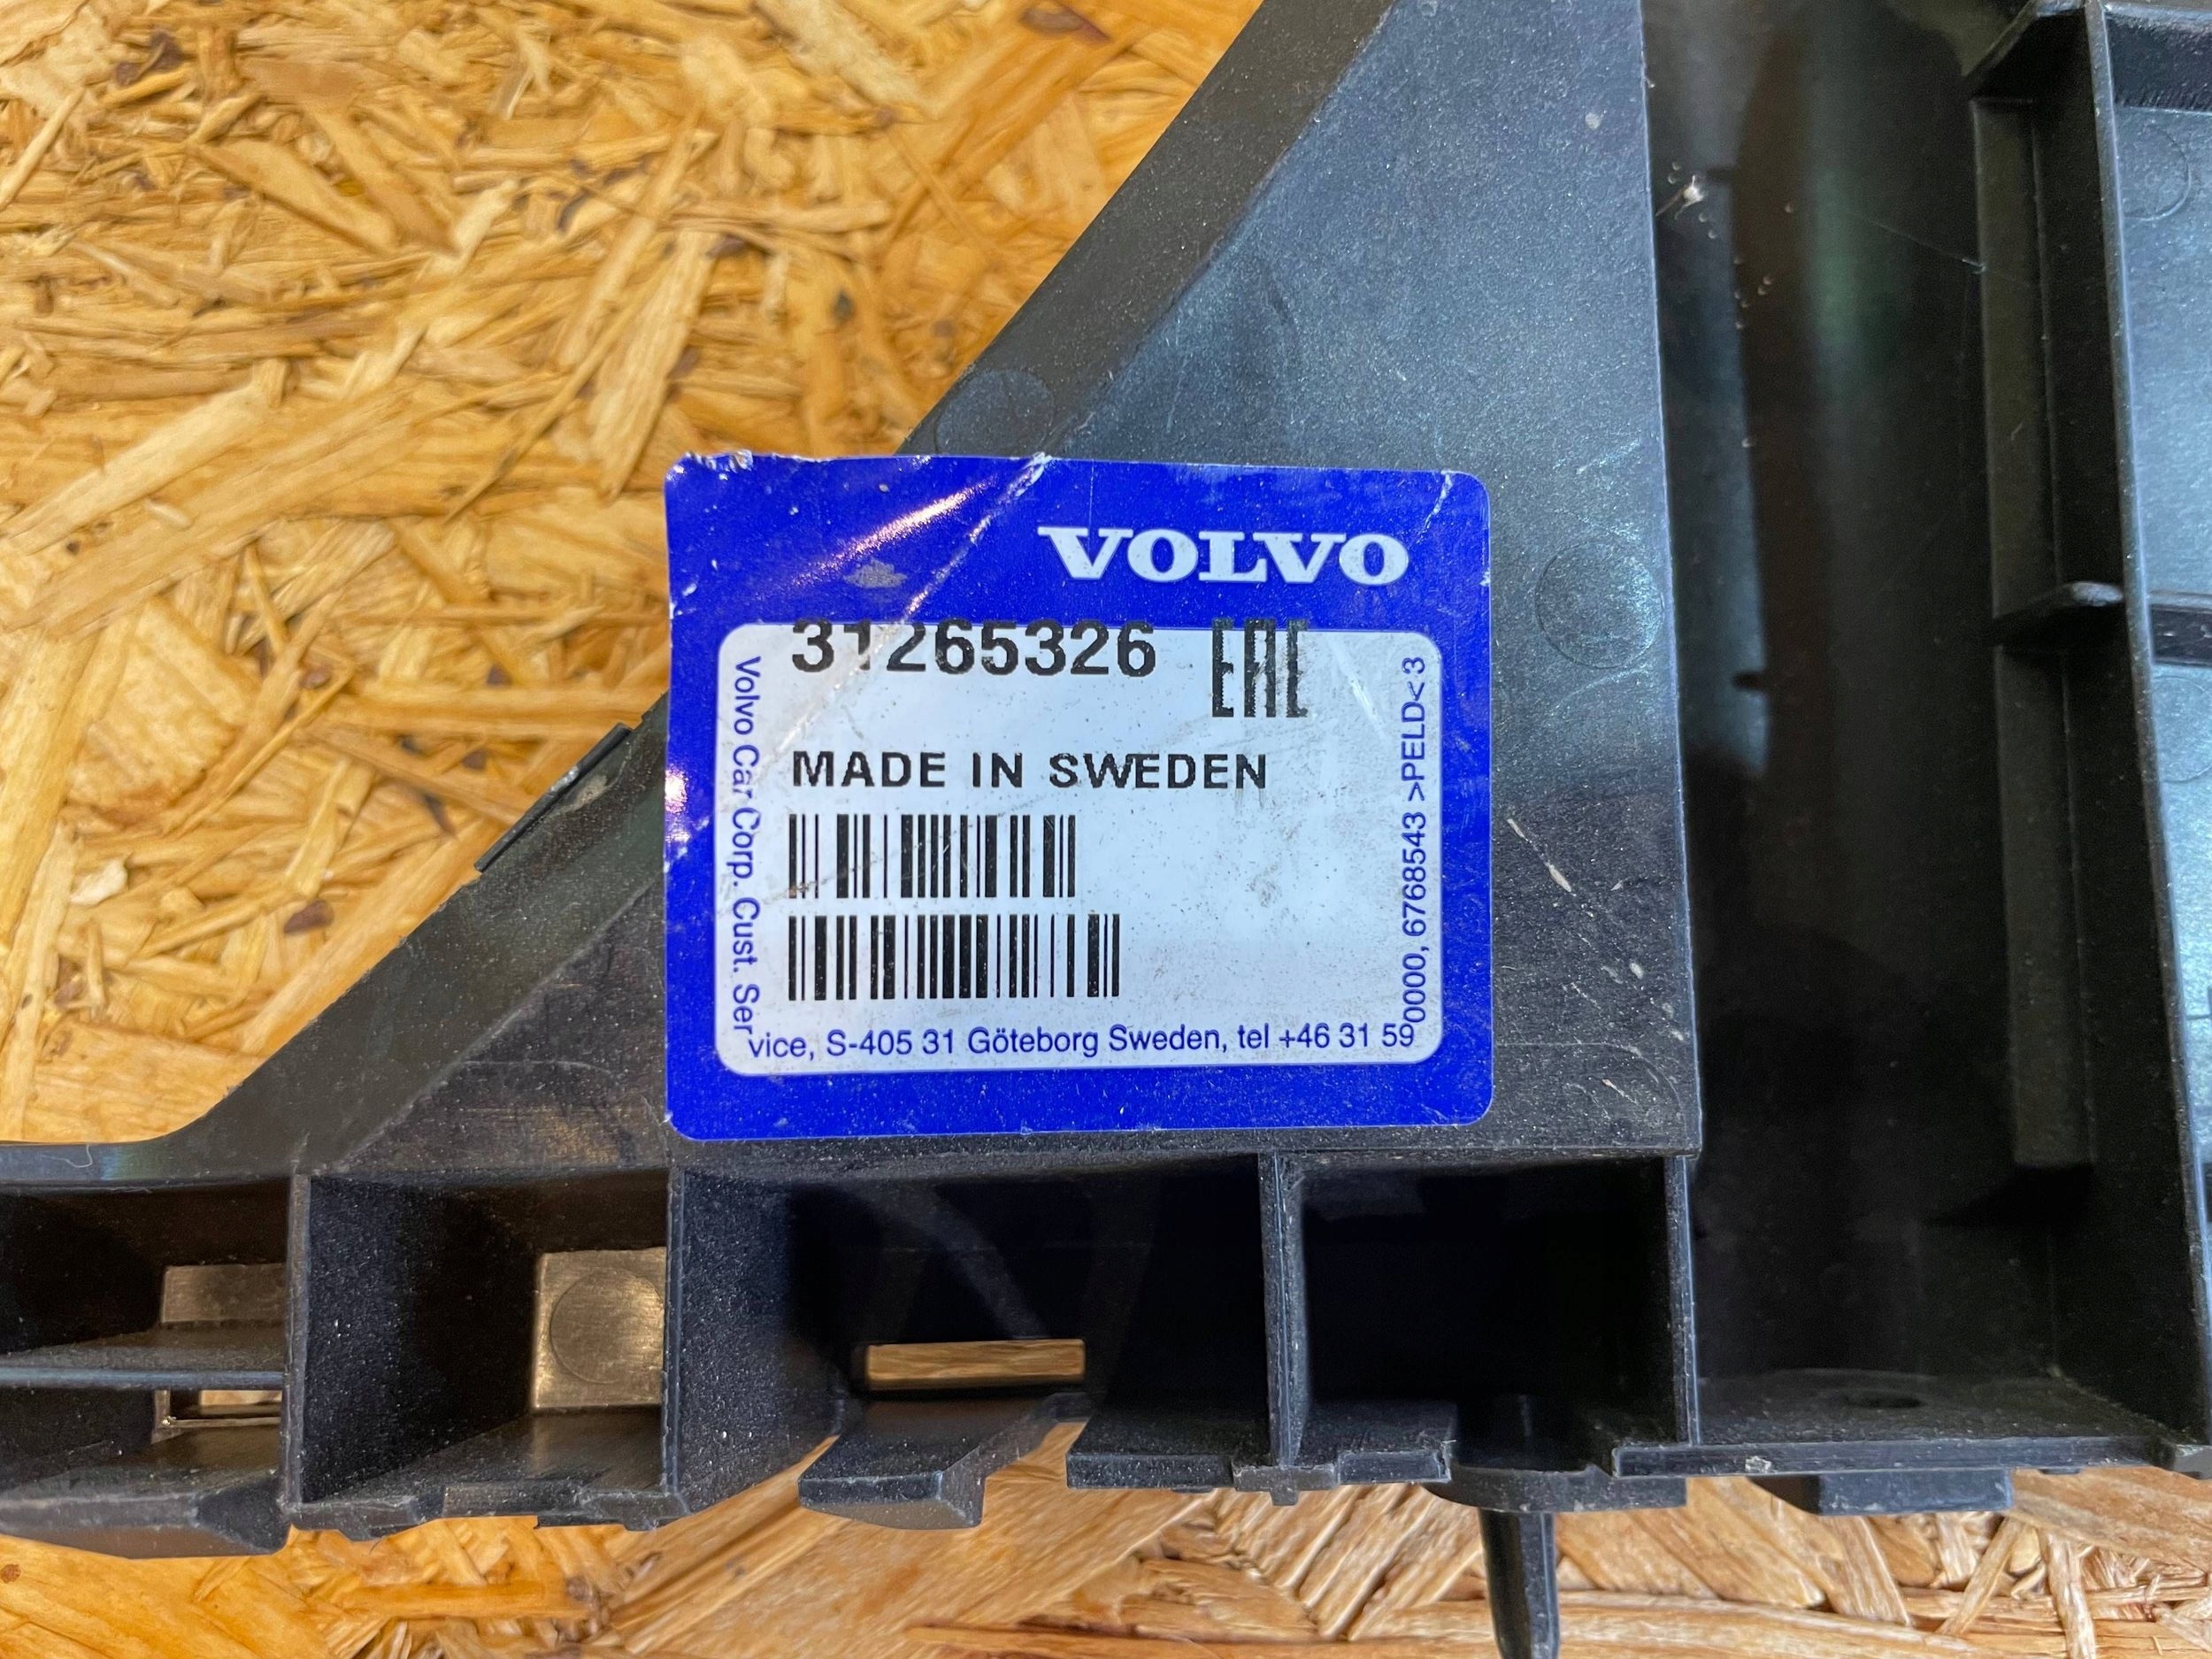 VOLVO
31265326 EAC
MADE IN SWEDEN
Volvo Car Corp. Cust. Service, S-405 31 Göteborg Sweden, tel +46 31 590000, 6768543 >PELD< 3